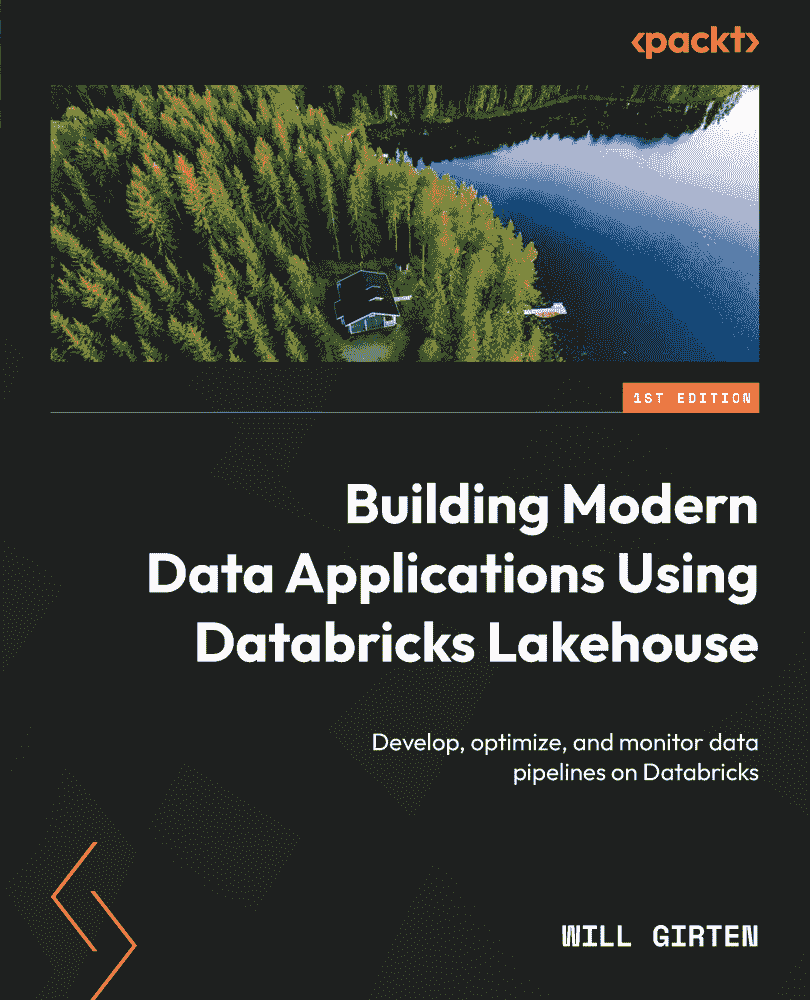 <packt>
1ST EDITION
Building Modern
Data Applications Using
Databricks Lakehouse
Develop, optimize, and monitor data
pipelines on Databricks
WILL GIRTEN